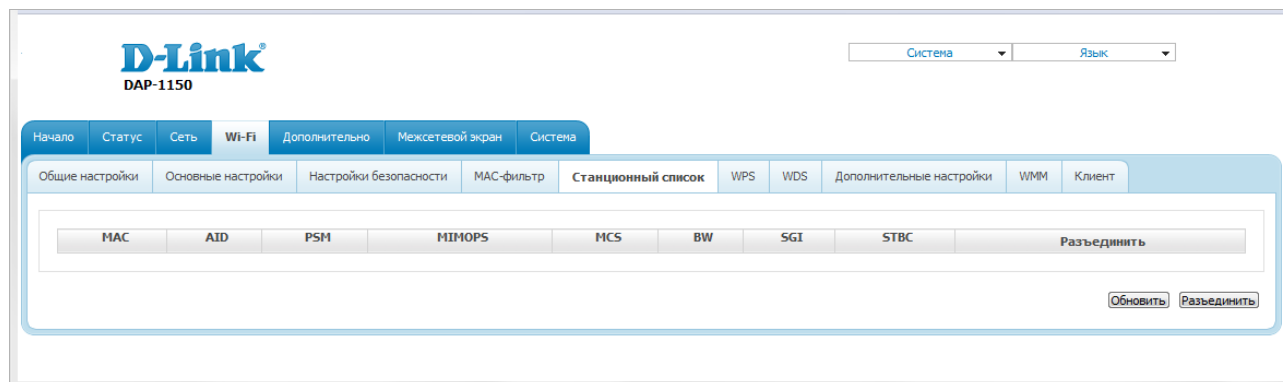 D-Link®
DAP-1150
Система Язык
Начало Статус Сеть Wi-Fi Дополнительно Межсетевой экран Система
Общие настройки Основные настройки Настройки безопасности MAC-фильтр Станционный список WPS WDS Дополнительные настройки WMM Клиент
MAC AID PSM MIMOPS MCS BW SGI STBC Разъединить
Обновить Разъединить